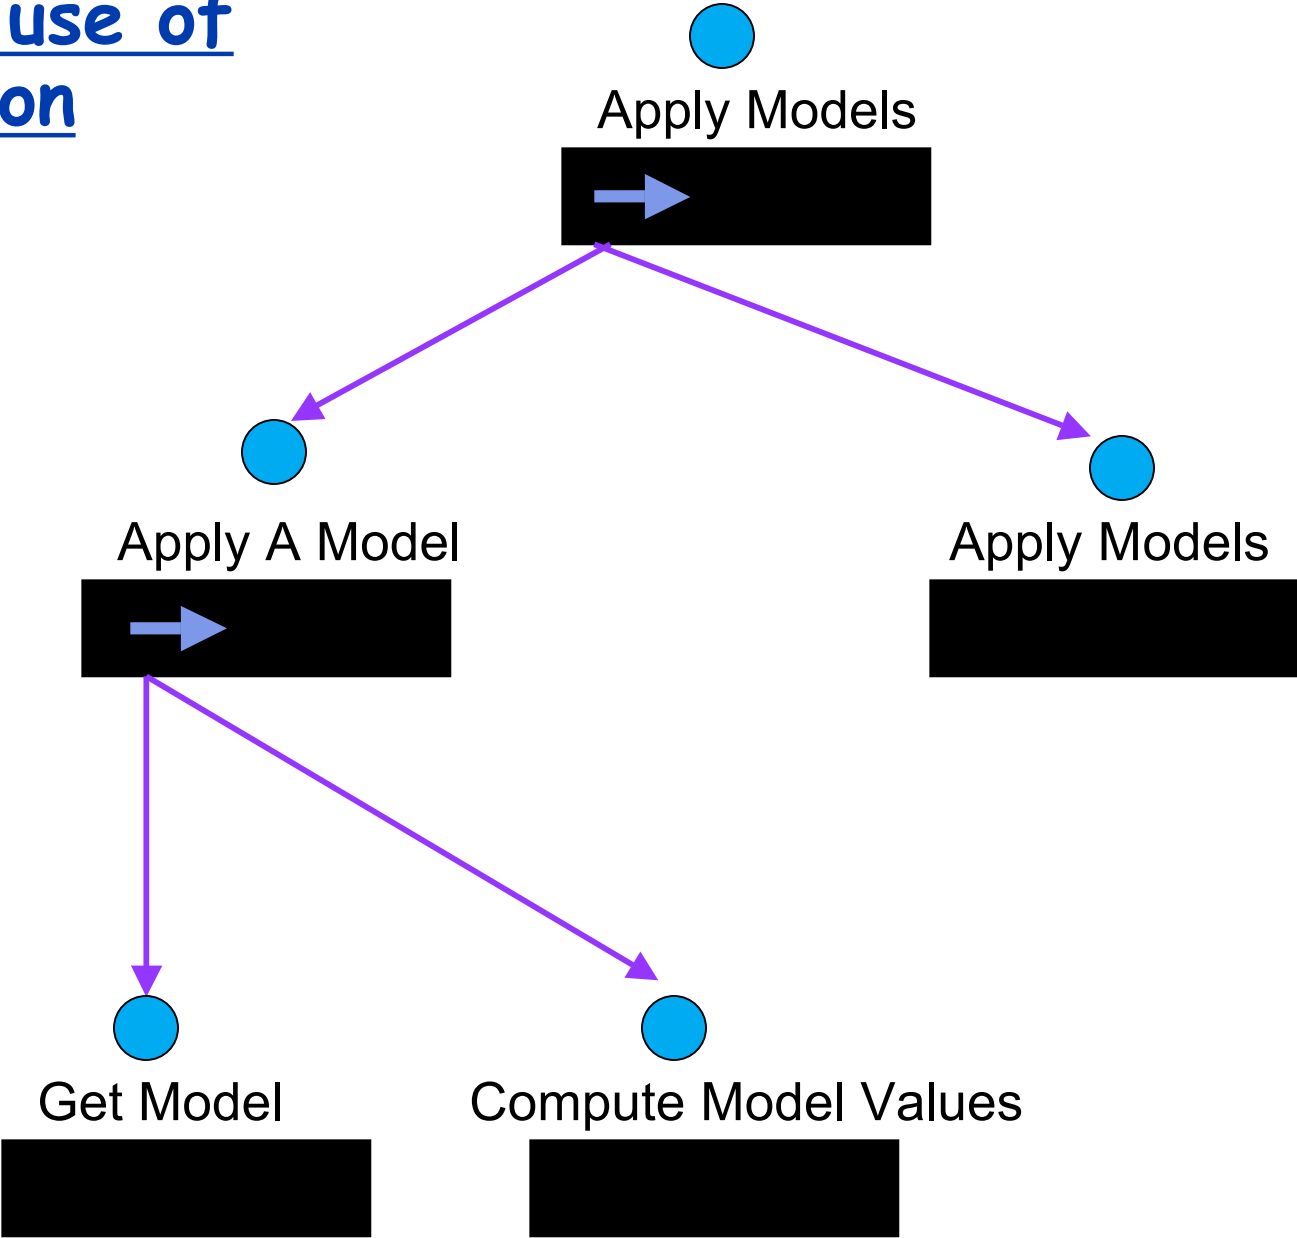 use of
on
Apply Models
Apply A Model
Apply Models
Get Model
Compute Model Values